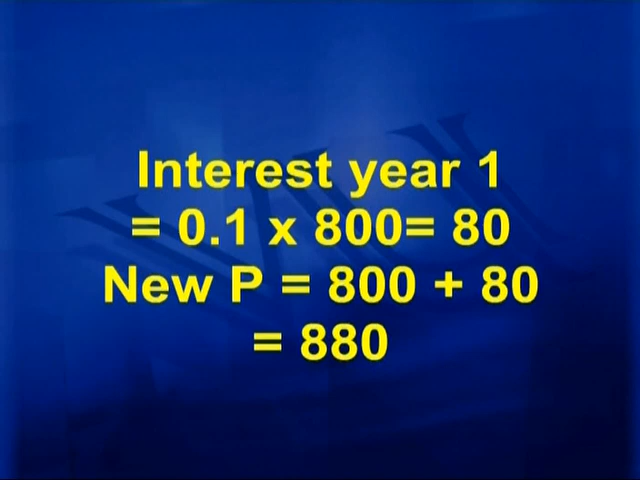 Interest year 1
= 0.1 x 800= 80
New P = 800 + 80
= 880